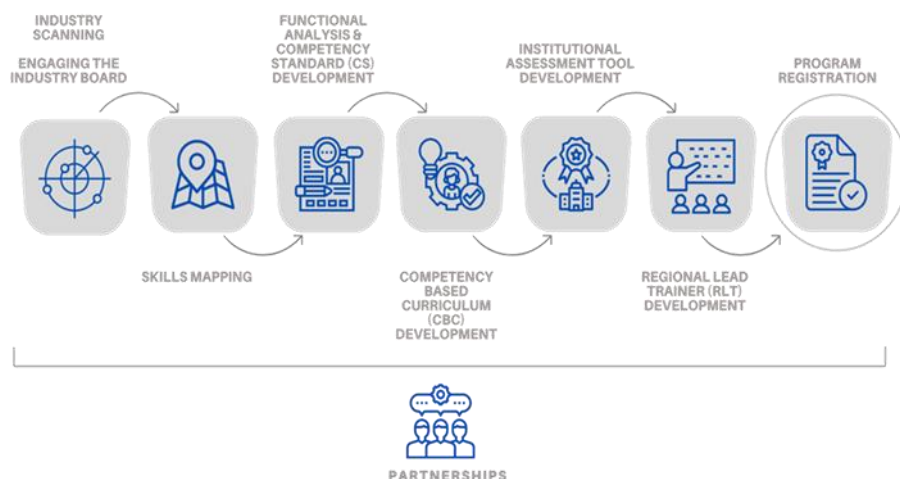 INDUSTRY
SCANNING
ENGAGING THE
INDUSTRY BOARD
SKILLS MAPPING
FUNCTIONAL
ANALYSIS &
COMPETENCY
STANDARD (CS)
DEVELOPMENT
COMPETENCY
BASED
CURRICULUM
(CBC)
DEVELOPMENT
INSTITUTIONAL
ASSESSMENT TOOL
DEVELOPMENT
REGIONAL LEAD
TRAINER (RLT)
DEVELOPMENT
PROGRAM
REGISTRATION
PARTNERSHIPS